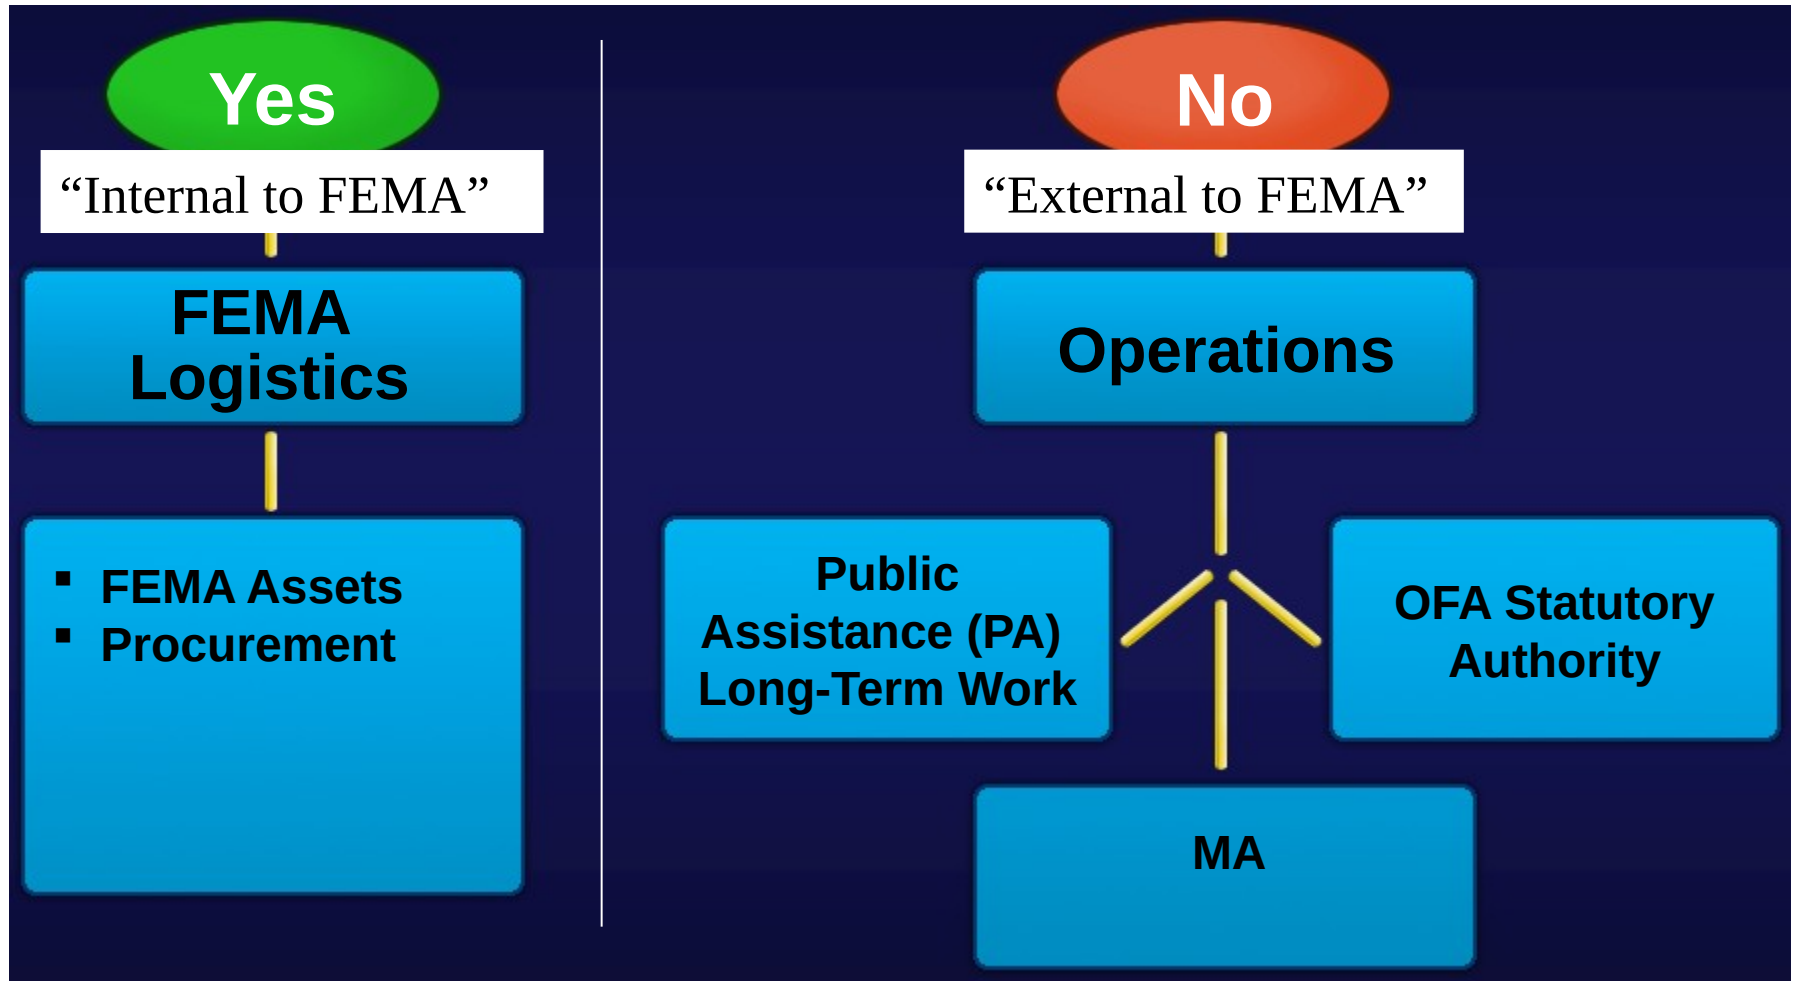 Yes
“Internal to FEMA”
FEMA
Logistics
▪ FEMA Assets
▪ Procurement
No
“External to FEMA”
Operations
Public
Assistance (PA)
Long-Term Work
OFA Statutory
Authority
MA